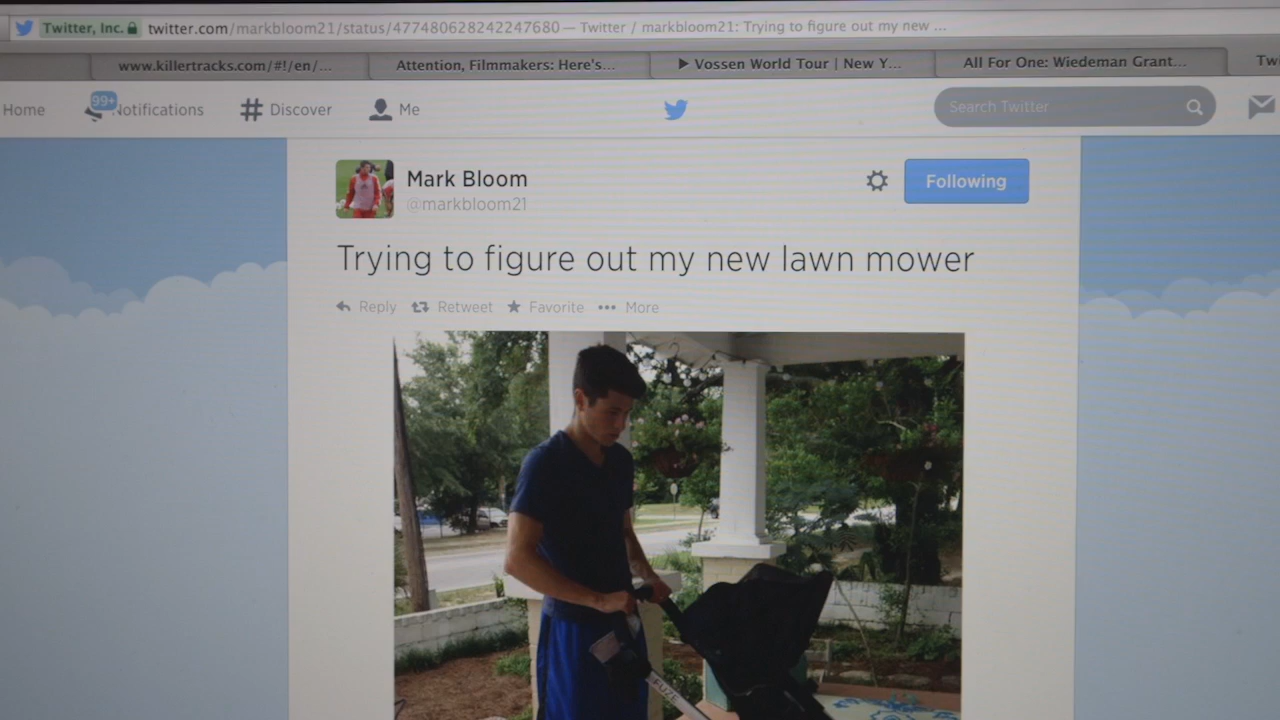 Twitter, Inc. twitter.com/markbloom21/status/477480628242247680 — Twitter / markbloom21: Trying to figure out my new ...
www.killertracks.com/#!/en/... Attention, Filmmakers: Here's... ▶ Vossen World Tour | New Y... All For One: Wiedeman Grant... Tw
Home 99+ Notifications # Discover Me Search Twitter
Mark Bloom Following
@markbloom21
Trying to figure out my new lawn mower
Reply Retweet Favorite ••• More
FUZE